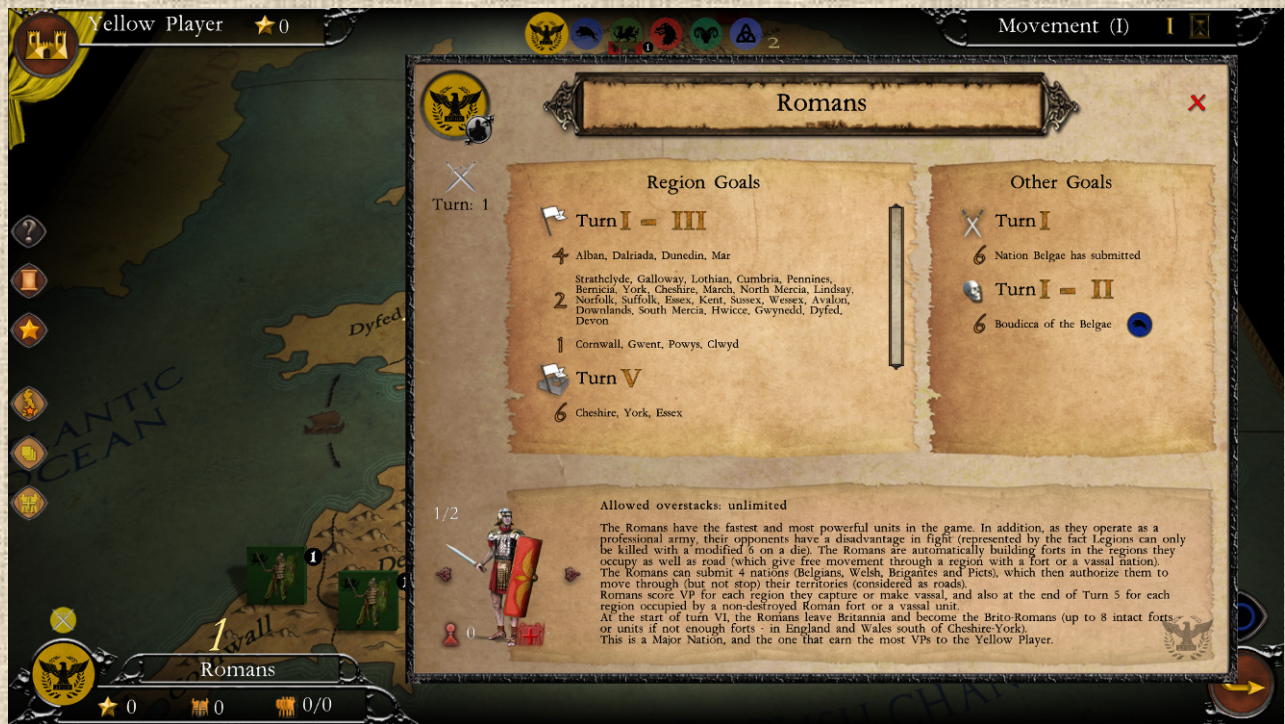 Yellow Player 0
2
1
Movement (I) I
Romans
Turn: 1
Region Goals
Turn I - III
4 Alban, Dalriada, Dunedin, Mar
2 Strathclyde, Galloway, Lothian, Cumbria, Pennines,
Bernicia, York, Cheshire, March, North Mercia, Lindsay,
Norfolk, Suffolk, Essex, Kent, Sussex, Wessex, Avalon,
Downlands, South Mercia, Hwicce, Gwynedd, Dyfed,
Devon
1 Cornwall, Gwent, Powys, Clwyd
Turn V
6 Cheshire, York, Essex
Other Goals
Turn I
6 Nation Belgae has submitted
Turn I - II
6 Boudicca of the Belgae
?
Dyfed
ANTIC
OCEAN
1
1/2
0
Allowed overstacks: unlimited
The Romans have the fastest and most powerful units in the game. In addition, as they operate as a
professional army, their opponents have a disadvantage in fight (represented by the fact Legions can only
be killed with a modified 6 on a die). The Romans are automatically building forts in the regions they
occupy as well as road (which give free movement through a region with a fort or a vassal nation).
The Romans can submit 4 nations (Belgians, Welsh, Brigantes and Picts), which then authorize them to
move through (but not stop) their territories (considered as roads).
Romans score VP for each region they capture or make vassal, and also at the end of Turn 5 for each
region occupied by a non-destroyed Roman fort or a vassal unit.
At the start of turn VI, the Romans leave Britannia and become the Brito-Romans (up to 8 intact forts
or units if not enough forts - in England and Wales south of Cheshire-York).
This is a Major Nation, and the one that earn the most VPs to the Yellow Player.
1
Romans
0 0 0/0